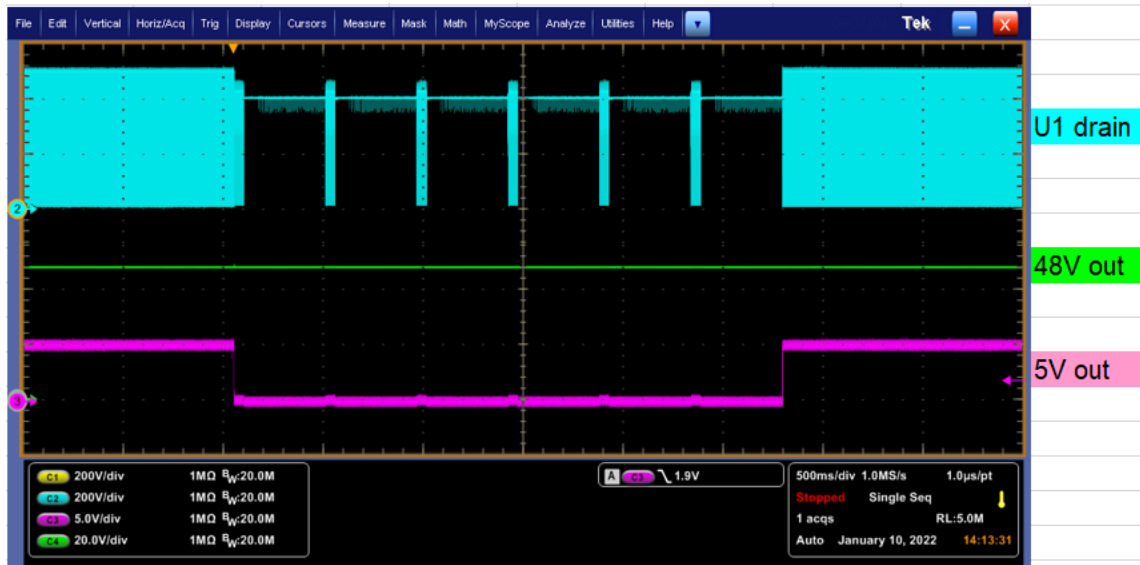 File Edit Vertical Horiz/Acq Trig Display Cursors Measure Mask Math MyScope Analyze Utilities Help Tek X
U1 drain
2
48V out
5V out
3
C1 200V/div 1MΩ BW:20.0M
C2 200V/div 1MΩ BW:20.0M
C3 5.0V/div 1MΩ BW:20.0M
C4 20.0V/div 1MΩ BW:20.0M
A C3 1.9V
500ms/div 1.0MS/s 1.0µs/pt
Stopped Single Seq
1 acqs RL:5.0M
Auto January 10, 2022 14:13:31